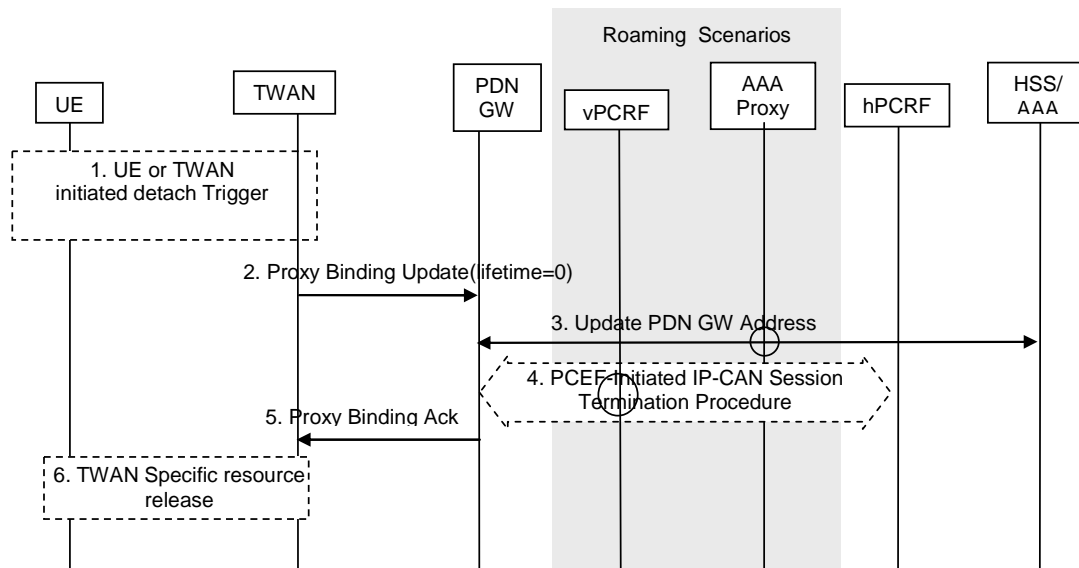 Roaming Scenarios
UE
TWAN
PDN
GW
vPCRF
AAA
Proxy
hPCRF
HSS/
AAA
1. UE or TWAN
initiated detach Trigger
2. Proxy Binding Update(lifetime=0)
3. Update PDN GW Address
4. PCEF-Initiated IP-CAN Session
Termination Procedure
5. Proxy Binding Ack
6. TWAN Specific resource
release